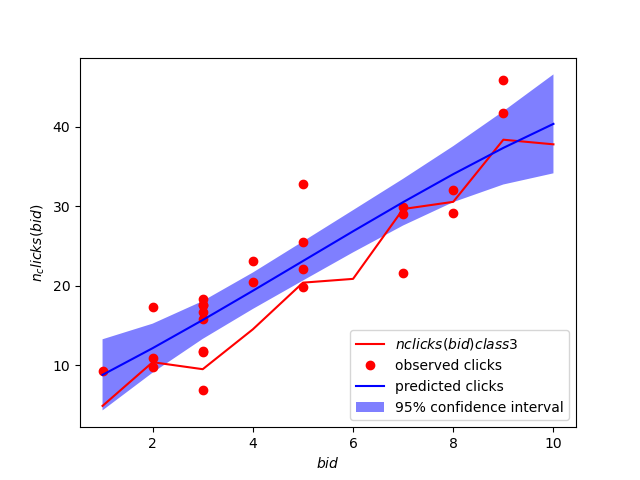 40
30
20
10
n_clicks(bid)
nclicks(bid)class3
observed clicks
predicted clicks
95% confidence interval
2 4 6 8 10
bid